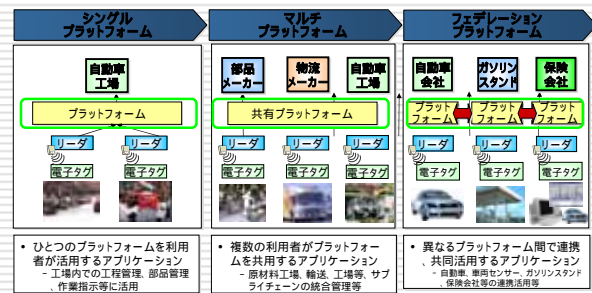 シングル
プラットフォーム
自動車
工場
プラットフォーム
リーダ
リーダ
電子タグ
電子タグ
• ひとつのプラットフォームを利用
者が活用するアプリケーション
- 工場内での工程管理、部品管理
、作業指示等に活用
マルチ
プラットフォーム
部品
メーカー
物流
メーカー
自動車
工場
共有プラットフォーム
リーダ
リーダ
リーダ
電子タグ
電子タグ
電子タグ
• 複数の利用者がプラットフォー
ムを共用するアプリケーション
- 原材料工場、輸送、工場等、サプ
ライチェーンの統合管理等
フェデレーション
プラットフォーム
自動車
会社
ガソリン
スタンド
保険
会社
プラット
フォーム
プラット
フォーム
プラット
フォーム
リーダ
リーダ
リーダ
電子タグ
電子タグ
電子タグ
• 異なるプラットフォーム間で連携
、共同活用するアプリケーション
- 自動車、車両センサー、ガソリンスタンド
、保険会社等の連携活用等